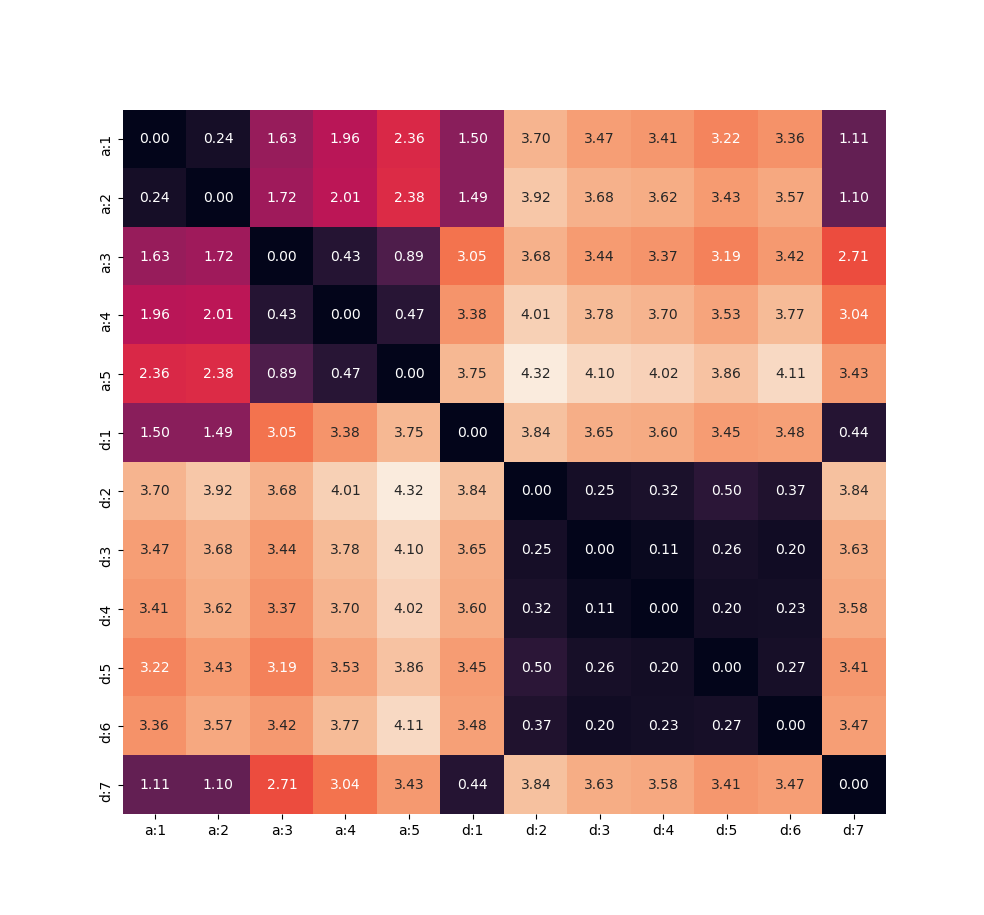 a:1 0.00 0.24 1.63 1.96 2.36 1.50 3.70 3.47 3.41 3.22 3.36 1.11
a:2 0.24 0.00 1.72 2.01 2.38 1.49 3.92 3.68 3.62 3.43 3.57 1.10
a:3 1.63 1.72 0.00 0.43 0.89 3.05 3.68 3.44 3.37 3.19 3.42 2.71
a:4 1.96 2.01 0.43 0.00 0.47 3.38 4.01 3.78 3.70 3.53 3.77 3.04
a:5 2.36 2.38 0.89 0.47 0.00 3.75 4.32 4.10 4.02 3.86 4.11 3.43
d:1 1.50 1.49 3.05 3.38 3.75 0.00 3.84 3.65 3.60 3.45 3.48 0.44
d:2 3.70 3.92 3.68 4.01 4.32 3.84 0.00 0.25 0.32 0.50 0.37 3.84
d:3 3.47 3.68 3.44 3.78 4.10 3.65 0.25 0.00 0.11 0.26 0.20 3.63
d:4 3.41 3.62 3.37 3.70 4.02 3.60 0.32 0.11 0.00 0.20 0.23 3.58
d:5 3.22 3.43 3.19 3.53 3.86 3.45 0.50 0.26 0.20 0.00 0.27 3.41
d:6 3.36 3.57 3.42 3.77 4.11 3.48 0.37 0.20 0.23 0.27 0.00 3.47
d:7 1.11 1.10 2.71 3.04 3.43 0.44 3.84 3.63 3.58 3.41 3.47 0.00
a:1 a:2 a:3 a:4 a:5 d:1 d:2 d:3 d:4 d:5 d:6 d:7